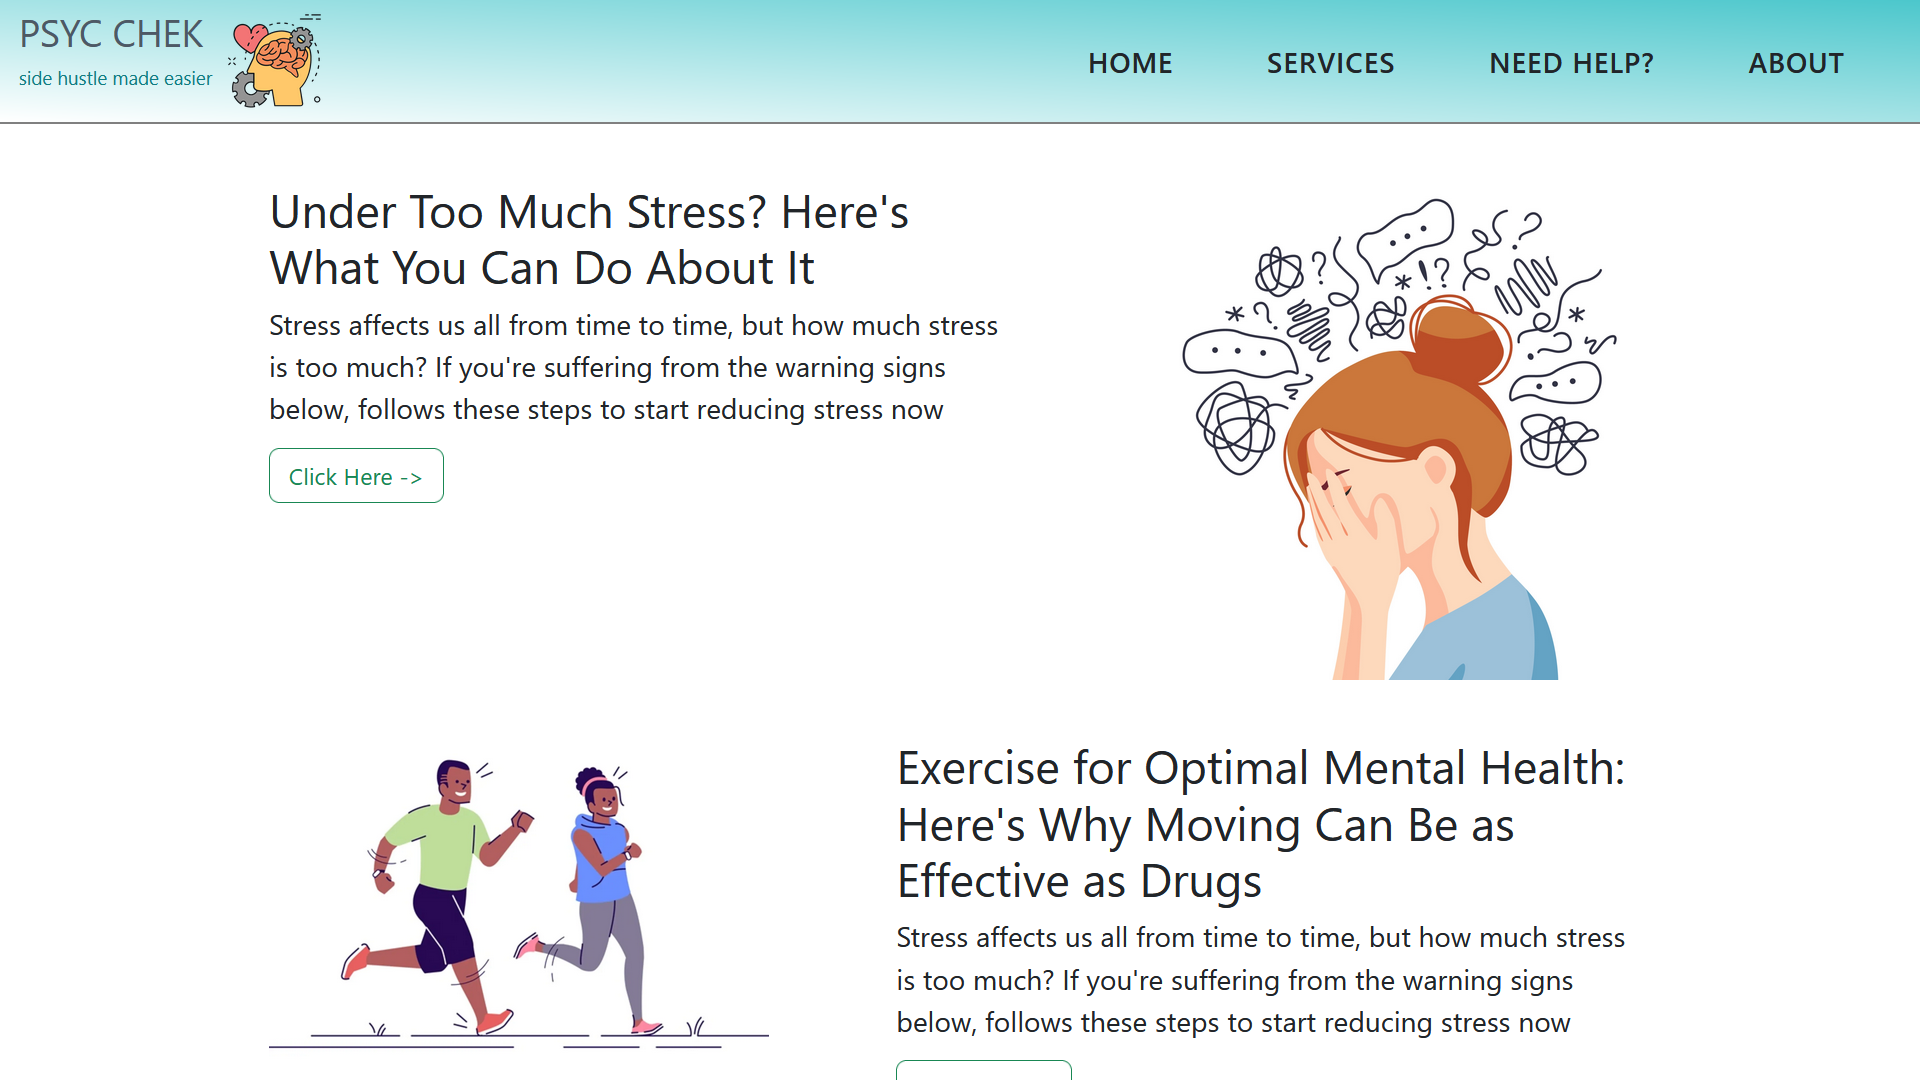 PSYC CHEK
side hustle made easier
HOME SERVICES NEED HELP? ABOUT
Under Too Much Stress? Here's
What You Can Do About It
Stress affects us all from time to time, but how much stress
is too much? If you're suffering from the warning signs
below, follows these steps to start reducing stress now
Click Here ->
Exercise for Optimal Mental Health:
Here's Why Moving Can Be as
Effective as Drugs
Stress affects us all from time to time, but how much stress
is too much? If you're suffering from the warning signs
below, follows these steps to start reducing stress now